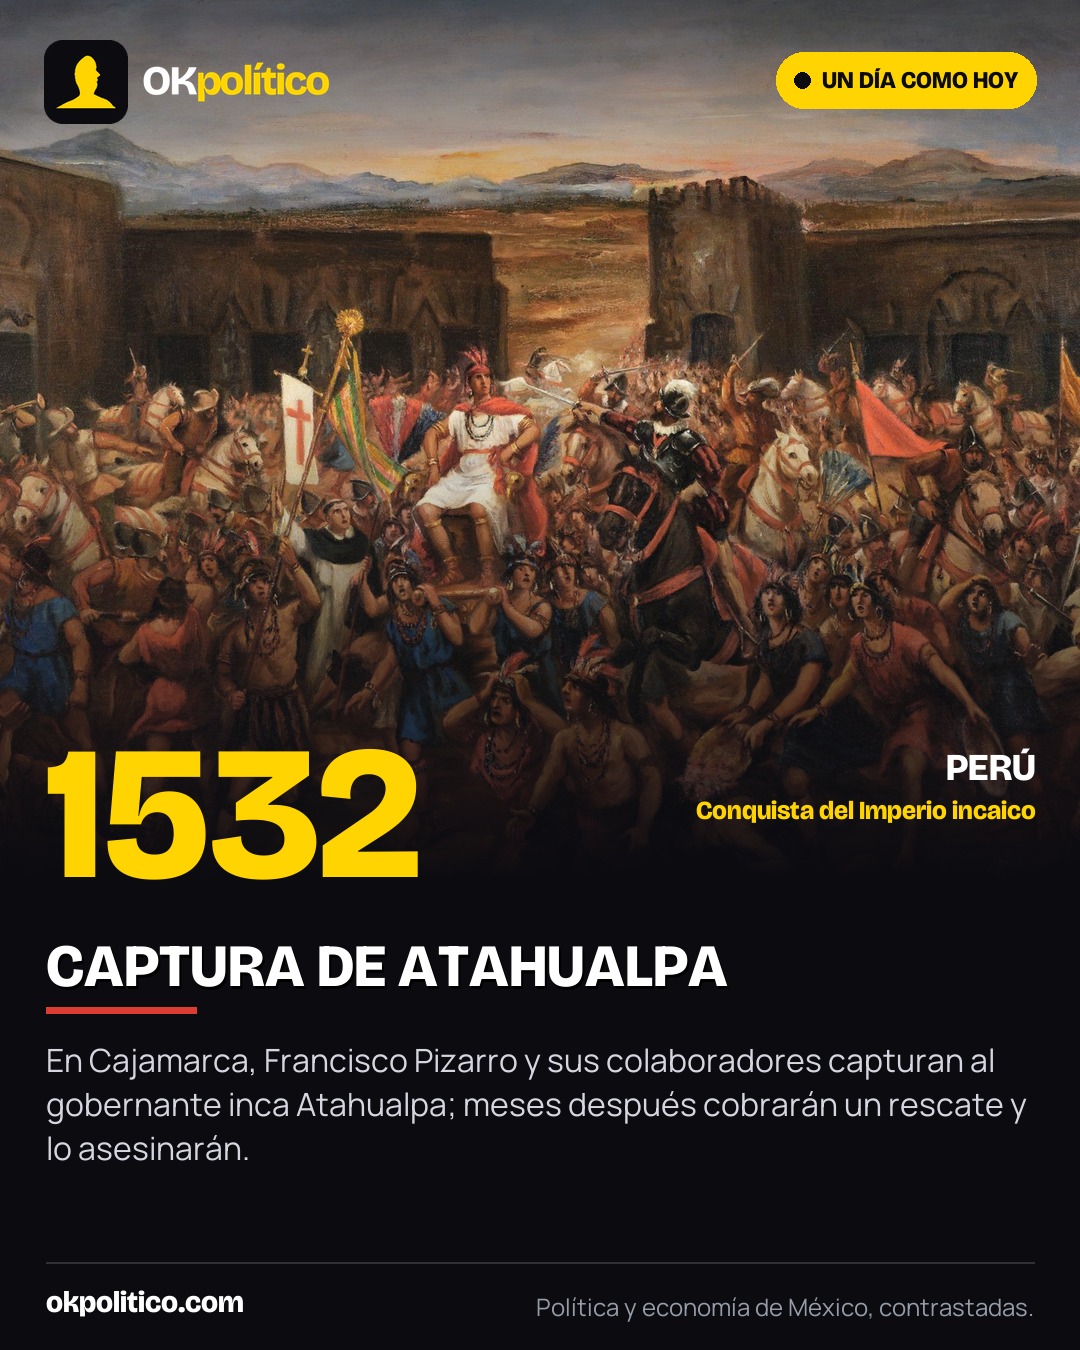 OKpolítico
UN DÍA COMO HOY
1532
PERÚ
Conquista del Imperio incaico
CAPTURA DE ATAHUALPA
En Cajamarca, Francisco Pizarro y sus colaboradores capturan al
gobernante inca Atahualpa; meses después cobrarán un rescate y
lo asesinarán.
okpolitico.com
Política y economía de México, contrastadas.